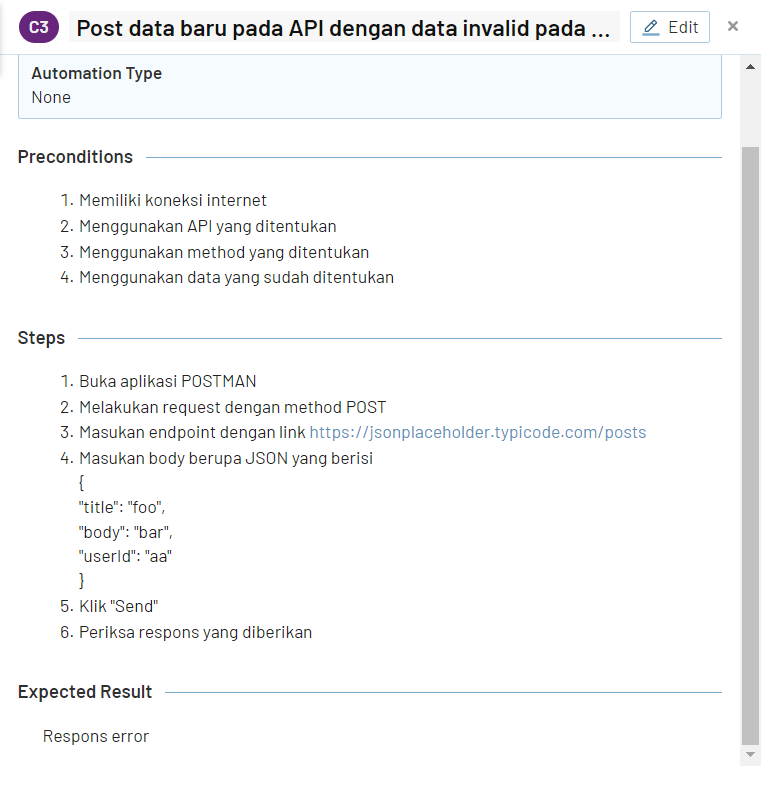 C3 Post data baru pada API dengan data invalid pada ... Edit ×
Automation Type
None
Preconditions
1. Memiliki koneksi internet
2. Menggunakan API yang ditentukan
3. Menggunakan method yang ditentukan
4. Menggunakan data yang sudah ditentukan
Steps
1. Buka aplikasi POSTMAN
2. Melakukan request dengan method POST
3. Masukan endpoint dengan link https://jsonplaceholder.typicode.com/posts
4. Masukan body berupa JSON yang berisi
{
"title": "foo",
"body": "bar",
"userId": "aa"
}
5. Klik "Send"
6. Periksa respons yang diberikan
Expected Result
Respons error